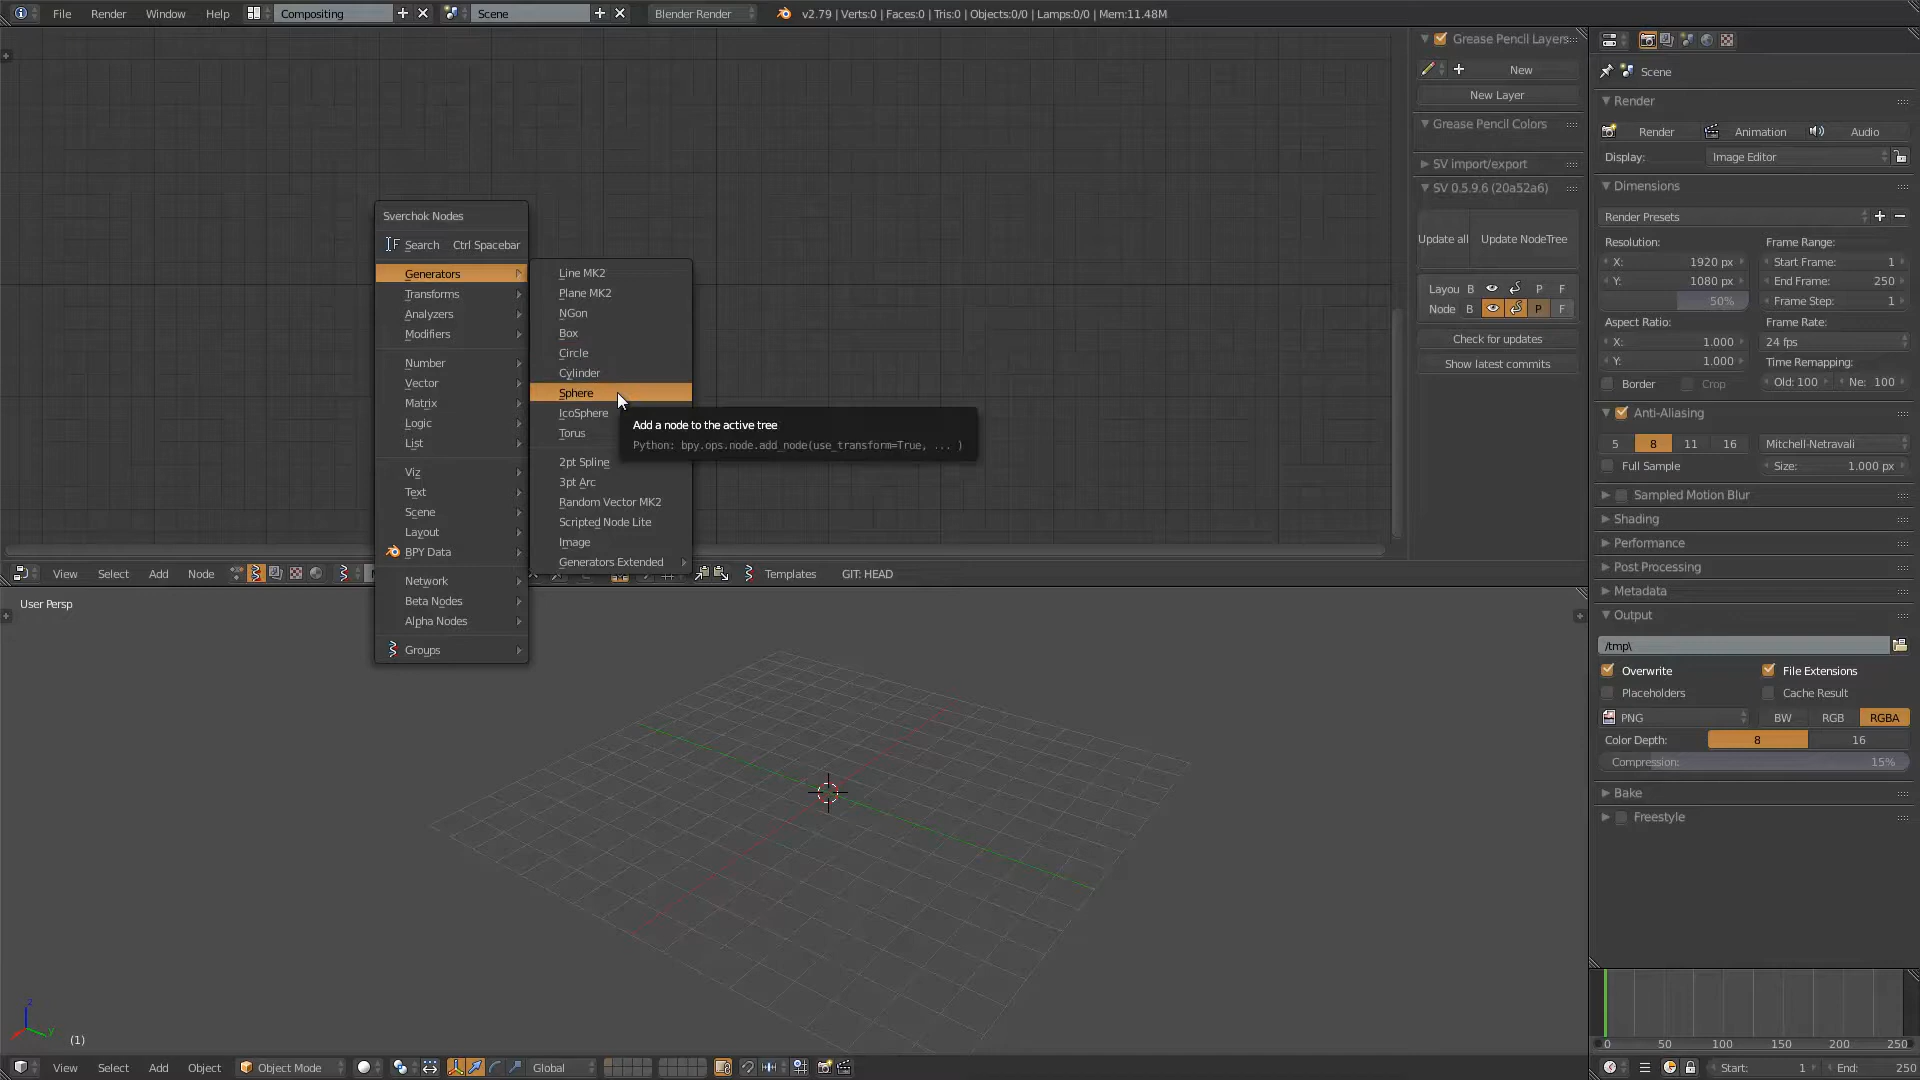 File Render Window Help Compositing Scene Blender Render v2.79 | Verts:0 | Faces:0 | Tris:0 | Objects:0/0 | Lamps:0/0 | Mem:11.48M
Grease Pencil Layers
New
New Layer
Grease Pencil Colors
SV import/export
SV 0.5.9.6 (20a52a6)
Update all Update NodeTree
Layou B P F
Node B P F
Check for updates
Show latest commits
Scene
Render
Render Animation Audio
Display: Image Editor
Dimensions
Render Presets
Resolution: Frame Range:
X: 1920 px Start Frame: 1
Y: 1080 px End Frame: 250
50% Frame Step: 1
Aspect Ratio: Frame Rate:
X: 1.000 24 fps
Y: 1.000 Time Remapping:
Border Crop Old: 100 Ne: 100
Anti-Aliasing
5 8 11 16 Mitchell-Netravali
Full Sample Size: 1.000 px
Sampled Motion Blur
Shading
Performance
Post Processing
Metadata
Output
/tmp\
Overwrite File Extensions
Placeholders Cache Result
PNG BW RGB RGBA
Color Depth: 8 16
Compression: 15%
Bake
Freestyle
Sverchok Nodes
Search Ctrl Spacebar
Generators
Transforms
Analyzers
Modifiers
Number
Vector
Matrix
Logic
List
Viz
Text
Scene
Layout
BPY Data
Network
Beta Nodes
Alpha Nodes
Groups
Line MK2
Plane MK2
NGon
Box
Circle
Cylinder
Sphere
IcoSphere
Torus
2pt Spline
3pt Arc
Random Vector MK2
Scripted Node Lite
Image
Generators Extended
Add a node to the active tree
Python: bpy.ops.node.add_node(use_transform=True, ... )
View Select Add Node Templates GIT: HEAD
User Persp
z
y
(1)
View Select Add Object Object Mode Global
0 50 100 150 200 250
Start: 1 End: 250